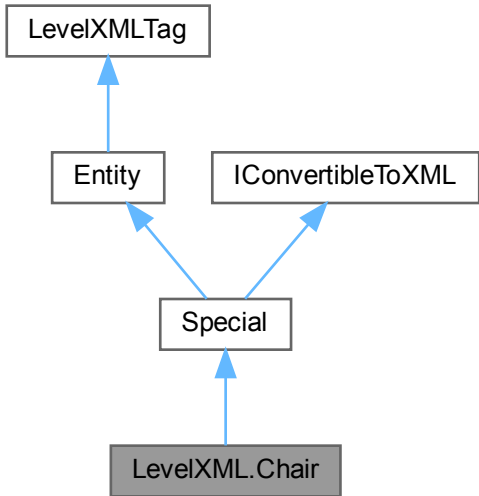 LevelXMLTag
Entity
IConvertibleToXML
Special
LevelXML.Chair